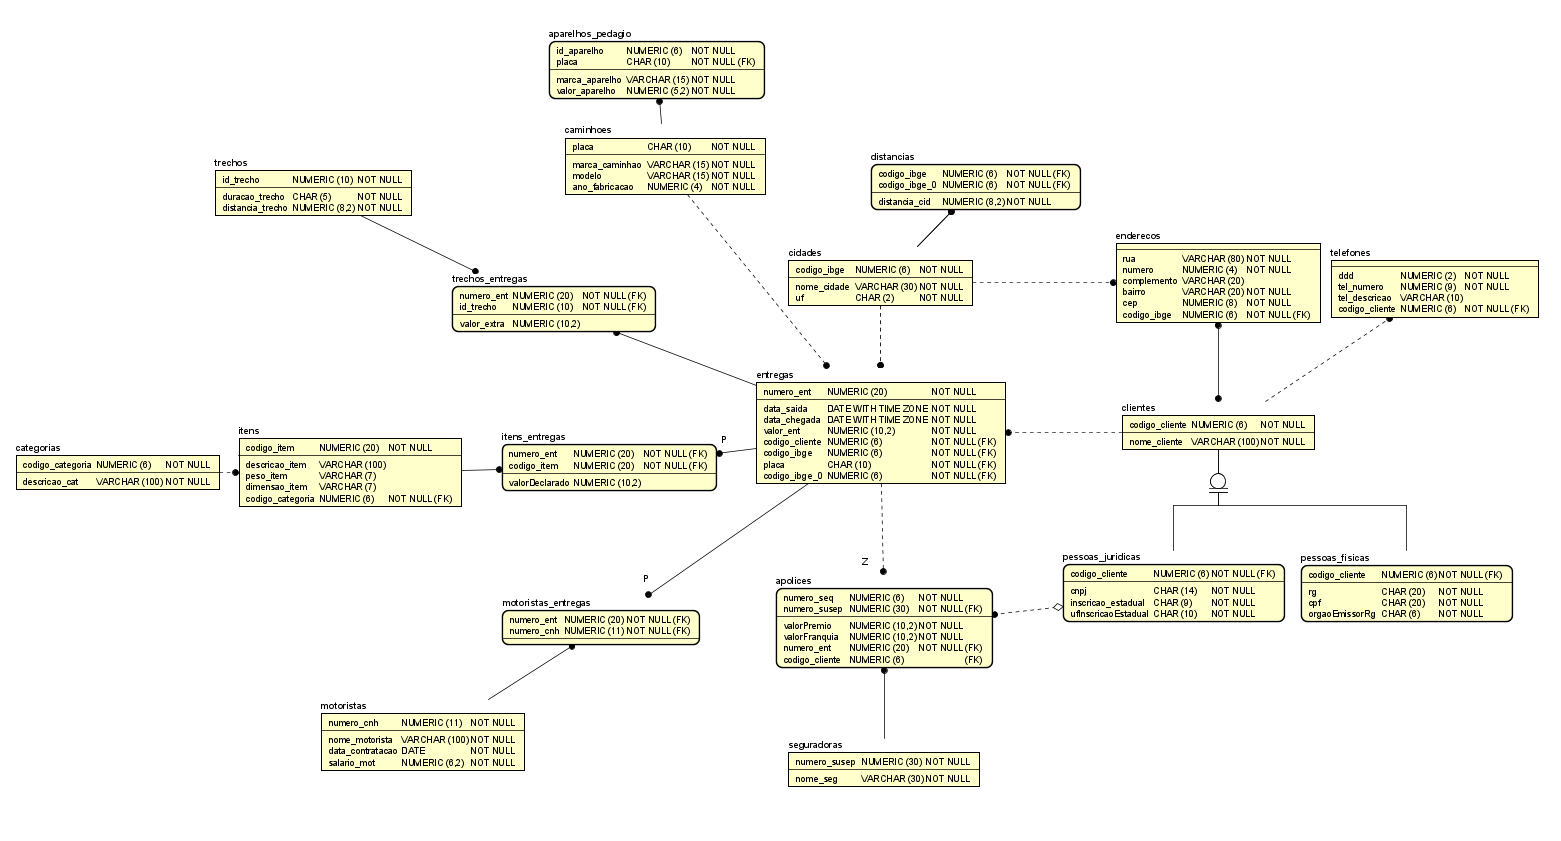 aparelhos_pedagio
id_aparelho NUMERIC (6) NOT NULL
placa CHAR (10) NOT NULL (FK)
marca_aparelho VARCHAR (15) NOT NULL
valor_aparelho NUMERIC (5,2) NOT NULL
caminhoes
placa CHAR (10) NOT NULL
marca_caminhao VARCHAR (15) NOT NULL
modelo VARCHAR (15) NOT NULL
ano_fabricacao NUMERIC (4) NOT NULL
trechos
id_trecho NUMERIC (10) NOT NULL
duracao_trecho CHAR (5) NOT NULL
distancia_trecho NUMERIC (8,2) NOT NULL
distancias
codigo_ibge NUMERIC (6) NOT NULL (FK)
codigo_ibge_0 NUMERIC (6) NOT NULL (FK)
distancia_cid NUMERIC (8,2) NOT NULL
cidades
codigo_ibge NUMERIC (6) NOT NULL
nome_cidade VARCHAR (30) NOT NULL
uf CHAR (2) NOT NULL
enderecos
rua VARCHAR (80) NOT NULL
numero NUMERIC (4) NOT NULL
complemento VARCHAR (20)
bairro VARCHAR (20) NOT NULL
cep NUMERIC (8) NOT NULL
codigo_ibge NUMERIC (6) NOT NULL (FK)
telefones
ddd NUMERIC (2) NOT NULL
tel_numero NUMERIC (9) NOT NULL
tel_descricao VARCHAR (10)
codigo_cliente NUMERIC (6) NOT NULL (FK)
trechos_entregas
numero_ent NUMERIC (20) NOT NULL (FK)
id_trecho NUMERIC (10) NOT NULL (FK)
valor_extra NUMERIC (10,2)
entregas
numero_ent NUMERIC (20) NOT NULL
data_saida DATE WITH TIME ZONE NOT NULL
data_chegada DATE WITH TIME ZONE NOT NULL
valor_ent NUMERIC (10,2) NOT NULL
codigo_cliente NUMERIC (6) NOT NULL (FK)
codigo_ibge NUMERIC (6) NOT NULL (FK)
placa CHAR (10) NOT NULL (FK)
codigo_ibge_0 NUMERIC (6) NOT NULL (FK)
clientes
codigo_cliente NUMERIC (6) NOT NULL
nome_cliente VARCHAR (100) NOT NULL
categorias
codigo_categoria NUMERIC (6) NOT NULL
descricao_cat VARCHAR (100) NOT NULL
itens
codigo_item NUMERIC (20) NOT NULL
descricao_item VARCHAR (100)
peso_item VARCHAR (7)
dimensao_item VARCHAR (7)
codigo_categoria NUMERIC (6) NOT NULL (FK)
itens_entregas
numero_ent NUMERIC (20) NOT NULL (FK)
codigo_item NUMERIC (20) NOT NULL (FK)
valorDeclarado NUMERIC (10,2)
P
P
Z
motoristas_entregas
numero_ent NUMERIC (20) NOT NULL (FK)
numero_cnh NUMERIC (11) NOT NULL (FK)
apolices
numero_seq NUMERIC (6) NOT NULL
numero_susep NUMERIC (30) NOT NULL (FK)
valorPremio NUMERIC (10,2) NOT NULL
valorFranquia NUMERIC (10,2) NOT NULL
numero_ent NUMERIC (20) NOT NULL (FK)
codigo_cliente NUMERIC (6) (FK)
pessoas_juridicas
codigo_cliente NUMERIC (6) NOT NULL (FK)
cnpj CHAR (14) NOT NULL
inscricao_estadual CHAR (9) NOT NULL
ufInscricaoEstadual CHAR (10) NOT NULL
pessoas_fisicas
codigo_cliente NUMERIC (6) NOT NULL (FK)
rg CHAR (20) NOT NULL
cpf CHAR (20) NOT NULL
orgaoEmissorRg CHAR (6) NOT NULL
motoristas
numero_cnh NUMERIC (11) NOT NULL
nome_motorista VARCHAR (100) NOT NULL
data_contratacao DATE NOT NULL
salario_mot NUMERIC (6,2) NOT NULL
seguradoras
numero_susep NUMERIC (30) NOT NULL
nome_seg VARCHAR (30) NOT NULL